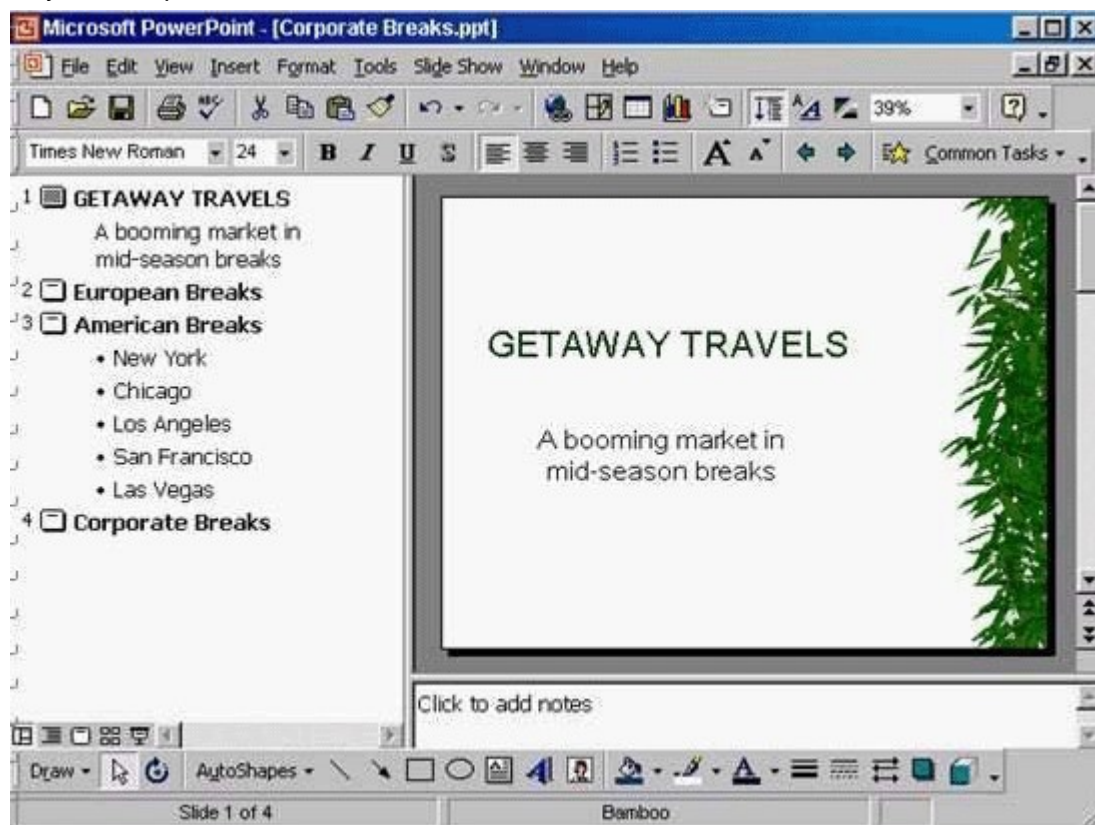 Microsoft PowerPoint - [Corporate Breaks.ppt]
File Edit View Insert Format Tools Slide Show Window Help
39%
Times New Roman 24 B I U S A A Common Tasks
1 GETAWAY TRAVELS
A booming market in
mid-season breaks
2 European Breaks
3 American Breaks
• New York
• Chicago
• Los Angeles
• San Francisco
• Las Vegas
4 Corporate Breaks
GETAWAY TRAVELS
A booming market in
mid-season breaks
Click to add notes
Draw AutoShapes
Slide 1 of 4 Bamboo